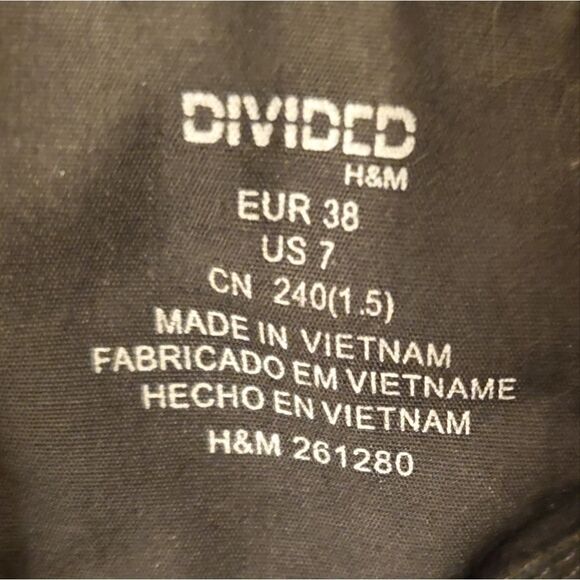 DIVIDED
H&M
EUR 38
US 7
CN 240(1.5)
MADE IN VIETNAM
FABRICADO EM VIETNAME
HECHO EN VIETNAM
H&M 261280